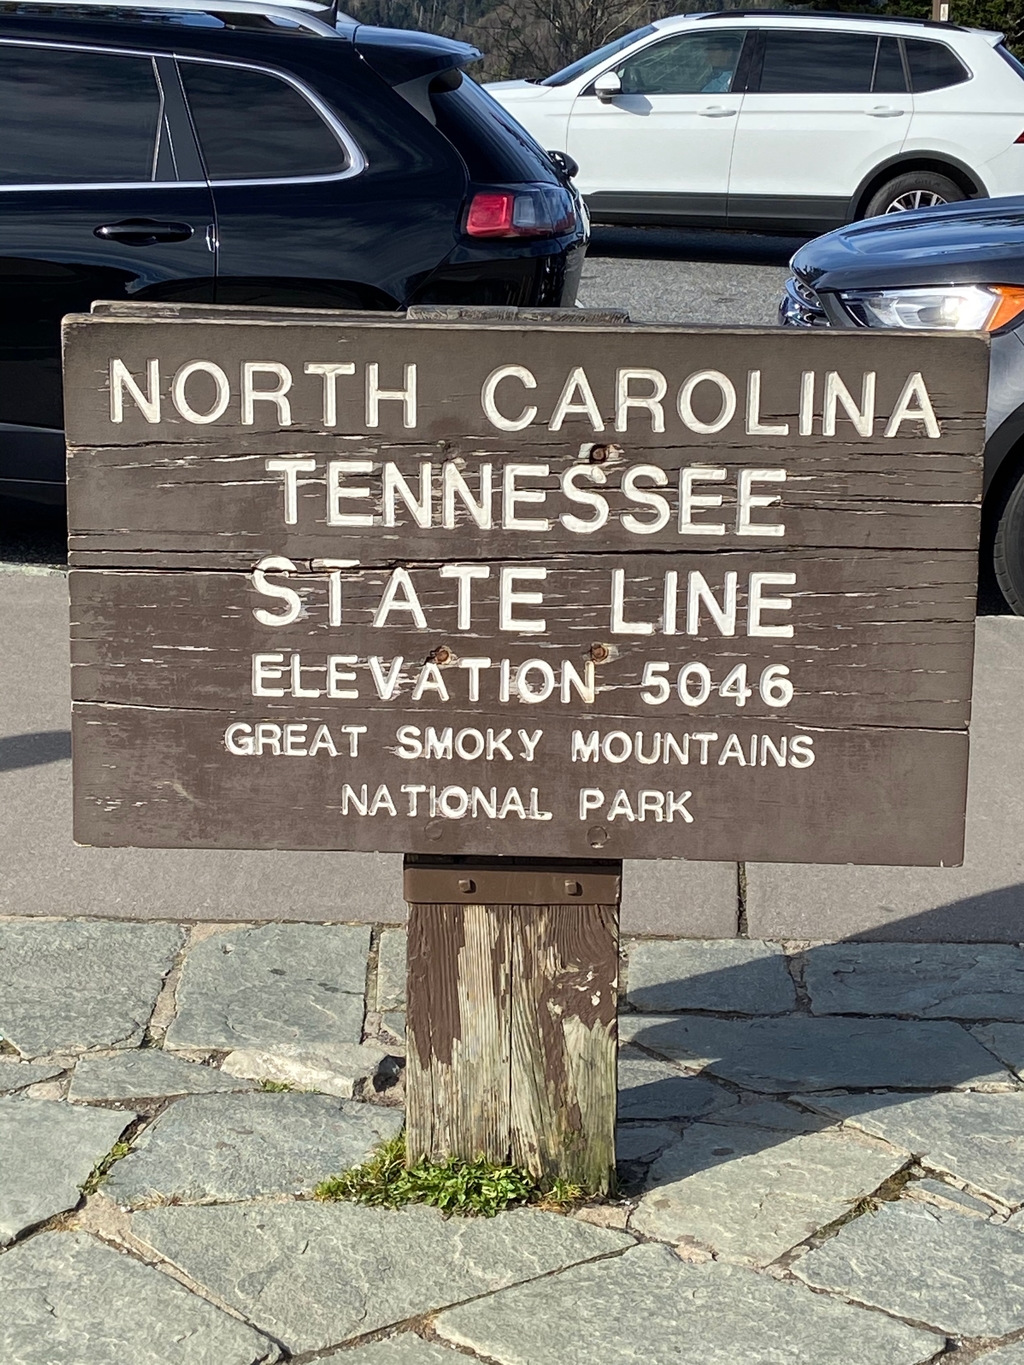 NORTH CAROLINA
TENNESSEE
STATE LINE
ELEVATION 5046
GREAT SMOKY MOUNTAINS
NATIONAL PARK